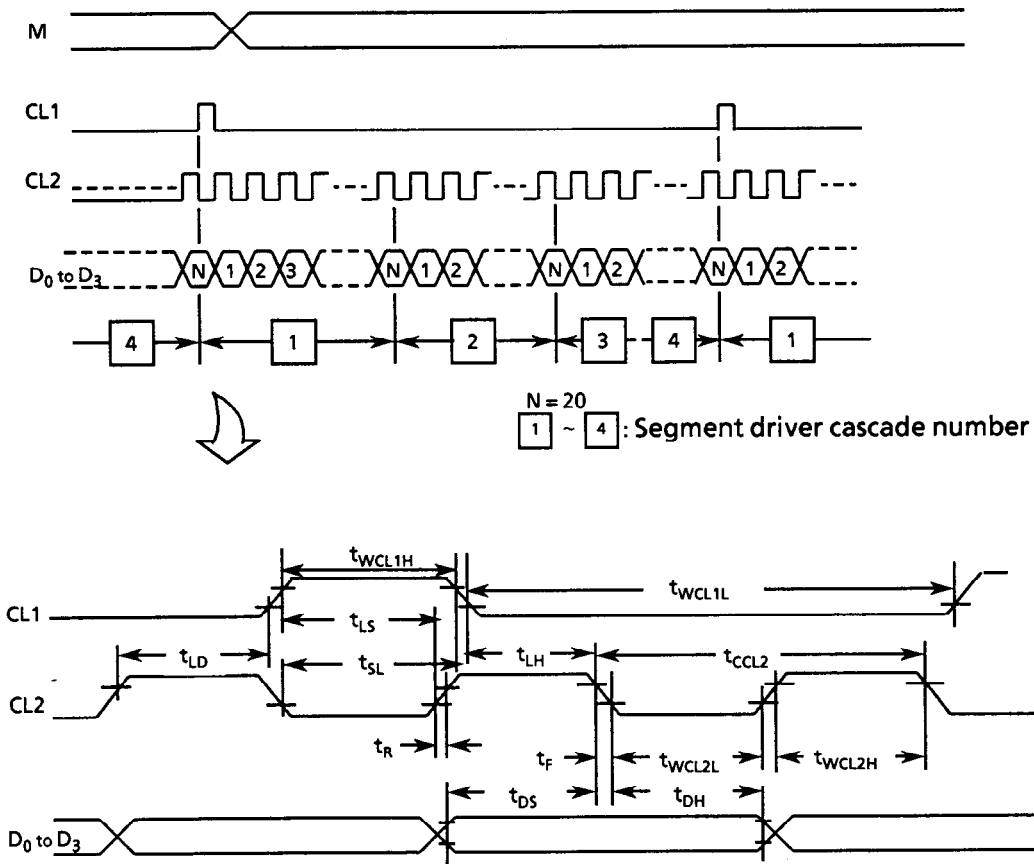 M
CL1
CL2
D0 to D3
N 1 2 3 N 1 2 N 1 2 N 1 2
4 1 2 3 4 1
N = 20
1 ~ 4 : Segment driver cascade number
tWCL1H
tWCL1L
CL1
tLS
tLD tSL tLH tCCL2
CL2
tR tF tWCL2L tWCL2H
tDS tDH
D0 to D3